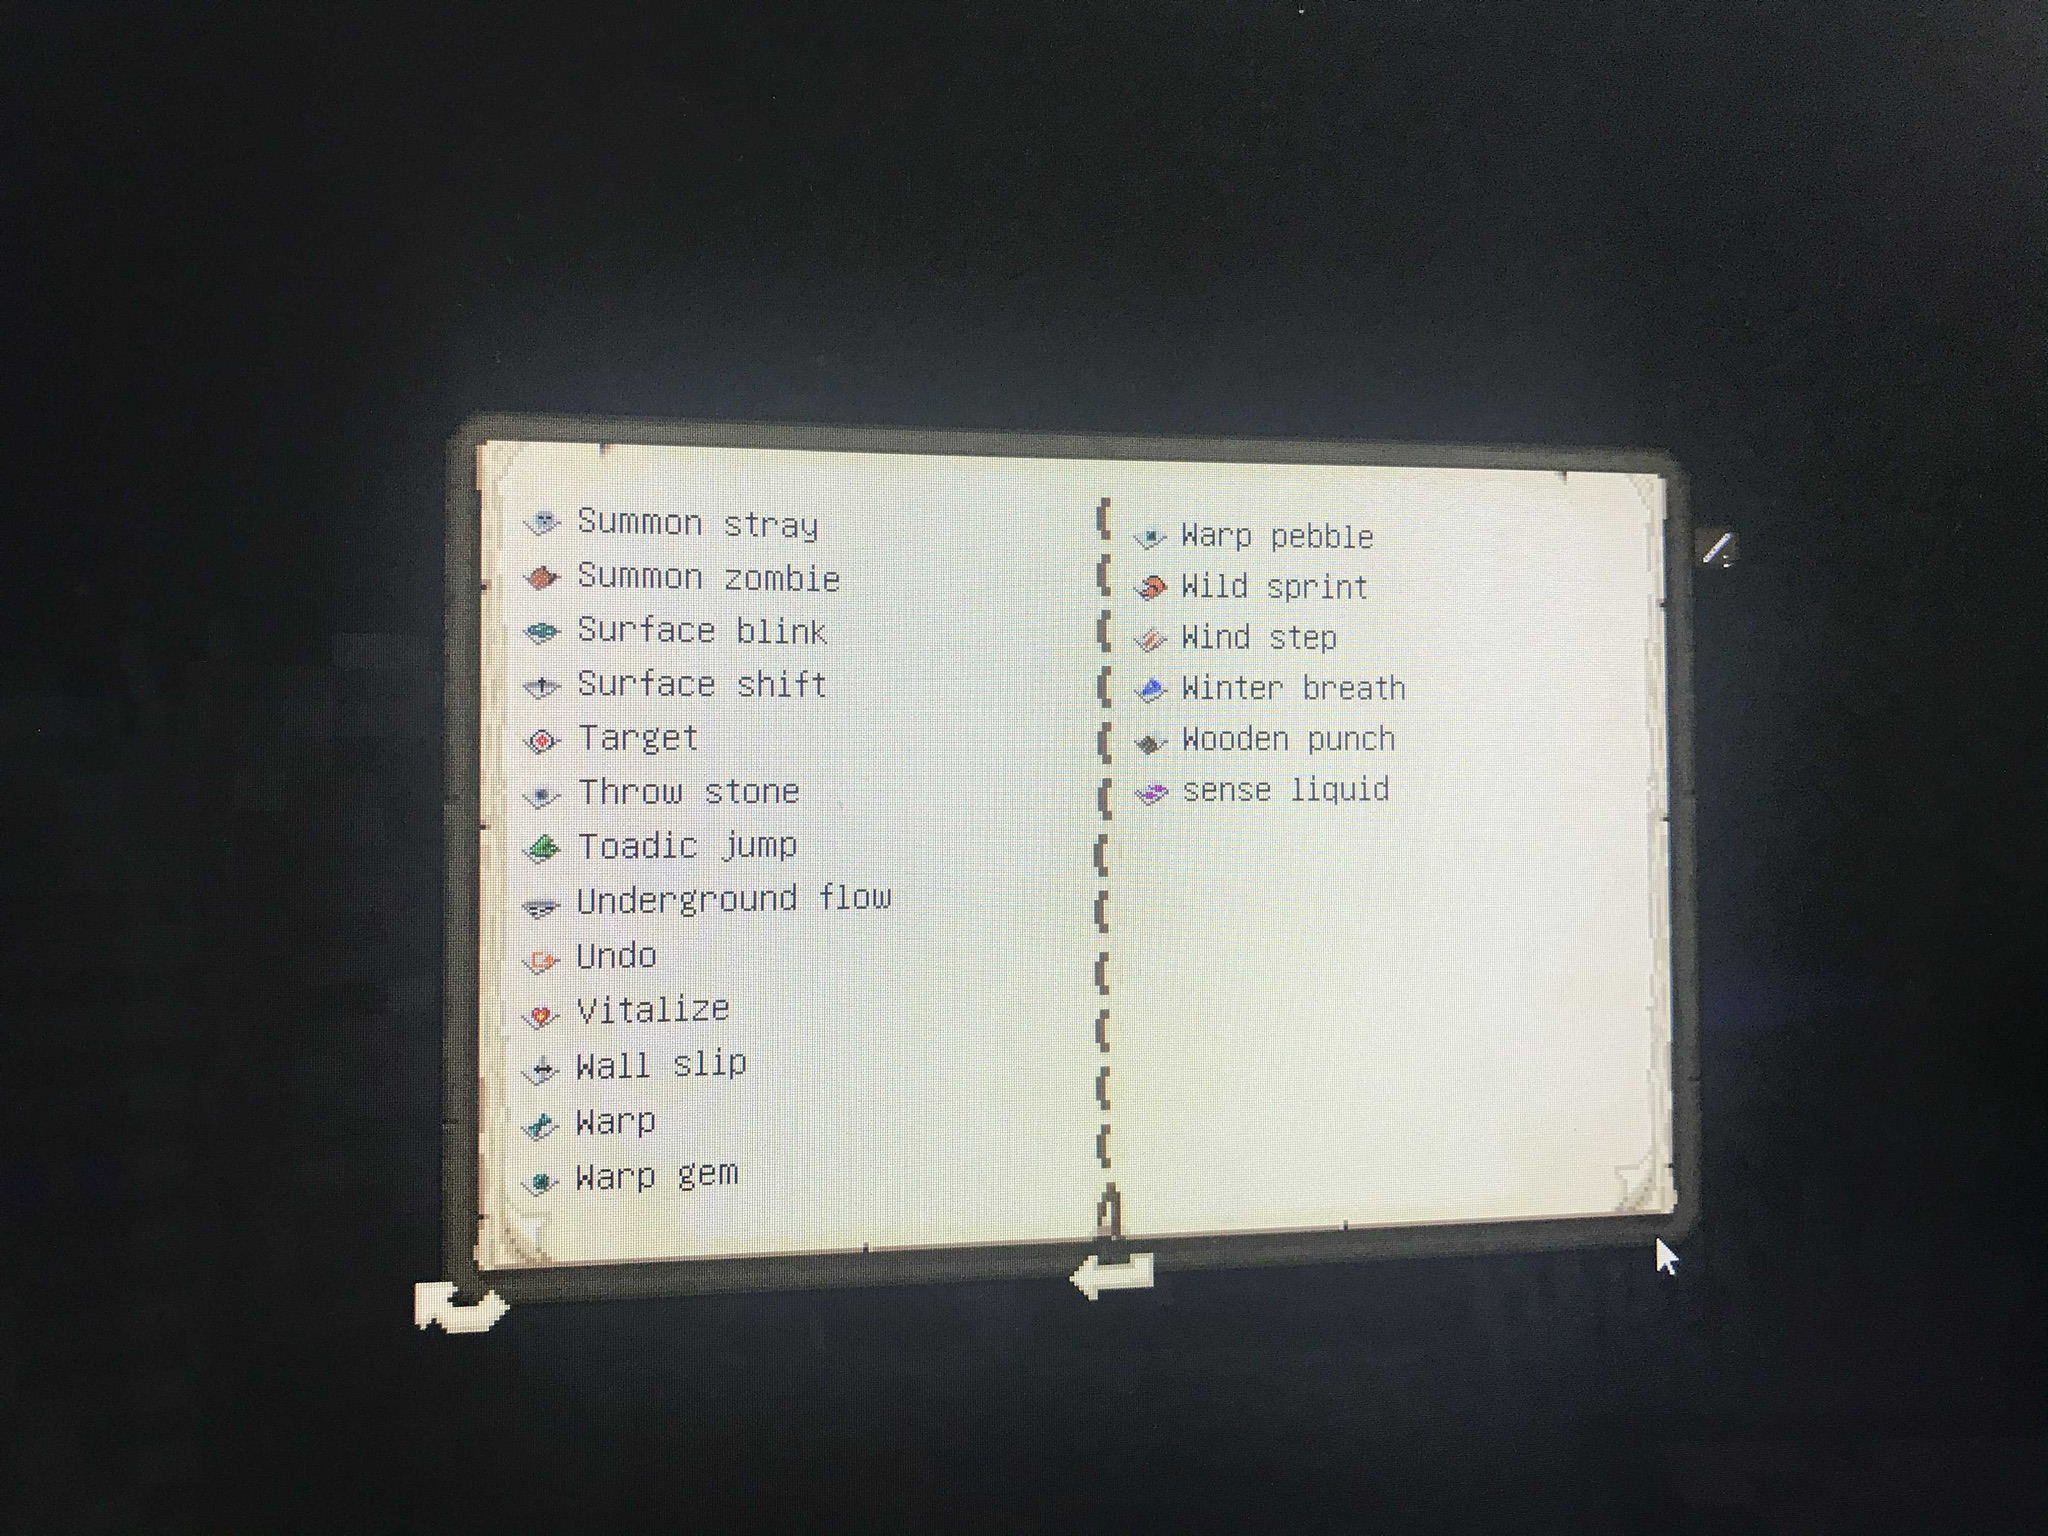 Summon stray
Summon zombie
Surface blink
Surface shift
Target
Throw stone
Toadic jump
Underground flow
Undo
Vitalize
Wall slip
Warp
Warp gem
Warp pebble
Wild sprint
Wind step
Winter breath
Wooden punch
sense liquid